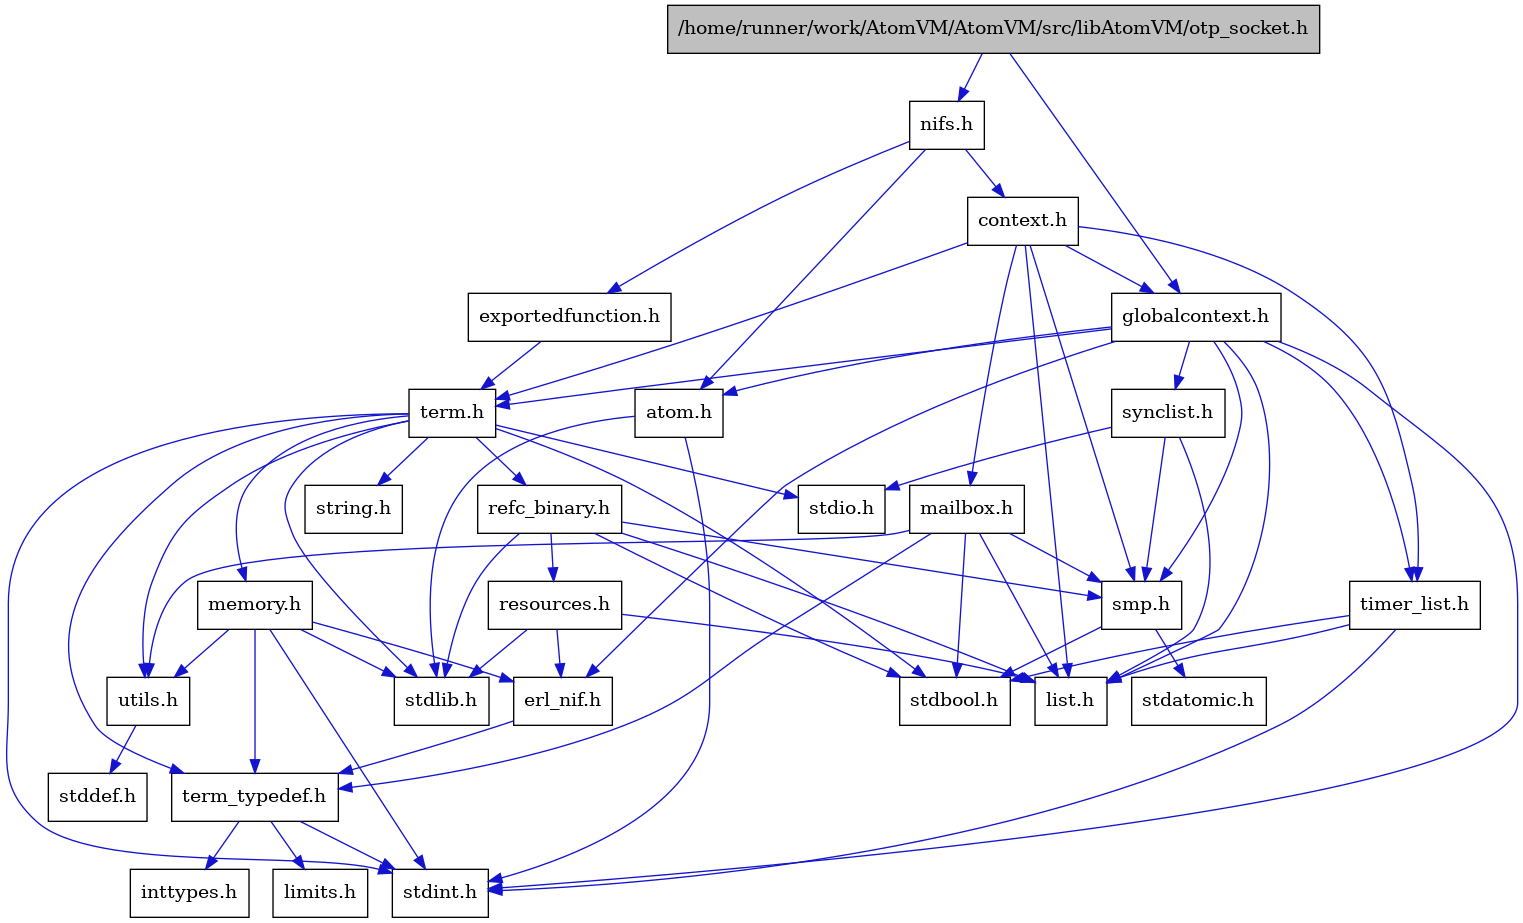 /home/runner/work/AtomVM/AtomVM/src/libAtomVM/otp_socket.h
nifs.h
context.h
exportedfunction.h
globalcontext.h
term.h
atom.h
synclist.h
string.h
refc_binary.h
stdio.h
mailbox.h
memory.h
resources.h
smp.h
timer_list.h
utils.h
stdlib.h
erl_nif.h
stdbool.h
list.h
stdatomic.h
stddef.h
term_typedef.h
inttypes.h
limits.h
stdint.h